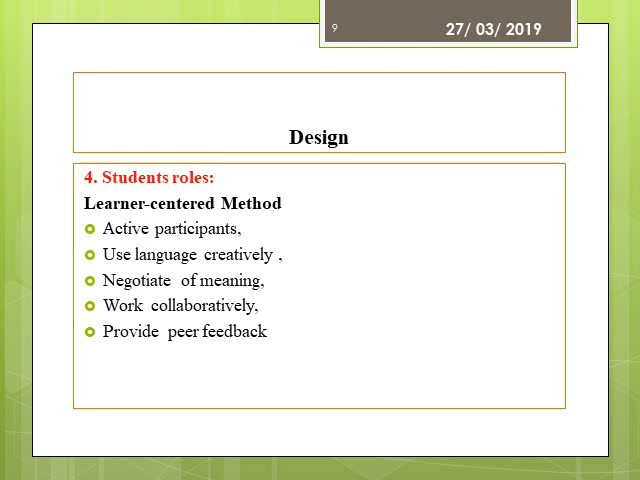 9
27/ 03/ 2019
Design
4. Students roles:
Learner-centered Method
Active participants,
Use language creatively ,
Negotiate of meaning,
Work collaboratively,
Provide peer feedback